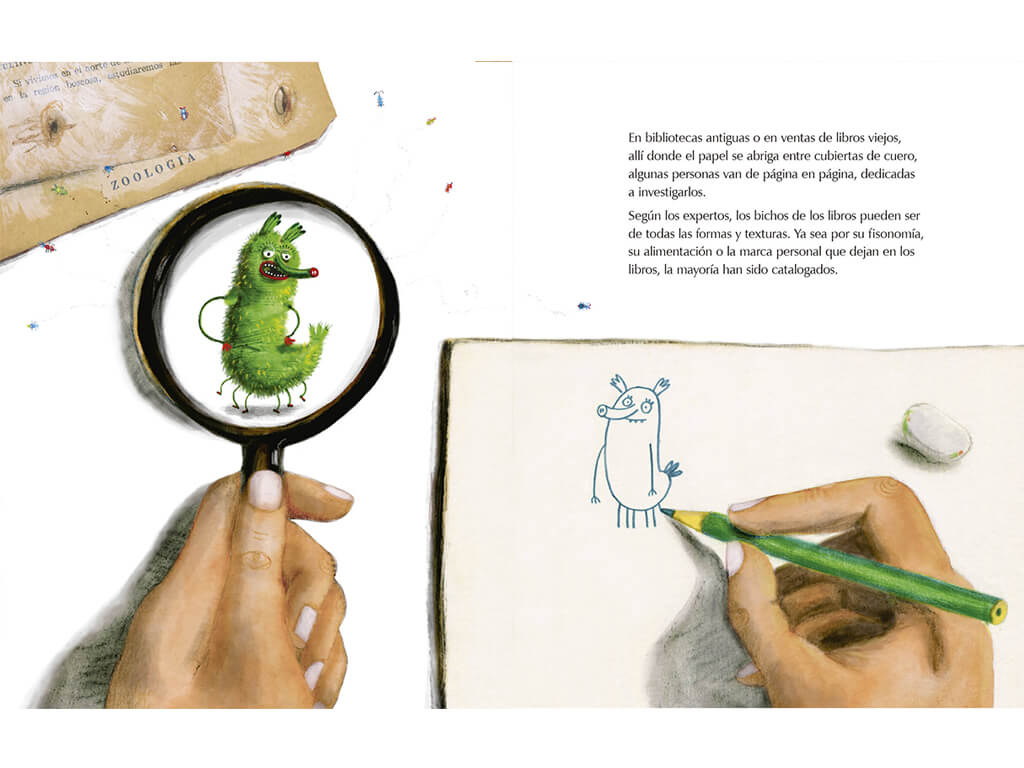 Si vivimos en el norte de
en la región boscosa, estudiaremos las
ZOOLOGIA
En bibliotecas antiguas o en ventas de libros viejos,
allí donde el papel se abriga entre cubiertas de cuero,
algunas personas van de página en página, dedicadas
a investigarlos.
Según los expertos, los bichos de los libros pueden ser
de todas las formas y texturas. Ya sea por su fisonomía,
su alimentación o la marca personal que dejan en los
libros, la mayoría han sido catalogados.